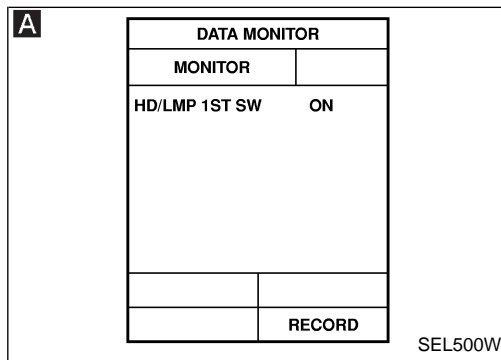 A
DATA MONITOR
MONITOR
HD/LMP 1ST SW ON
RECORD
SEL500W